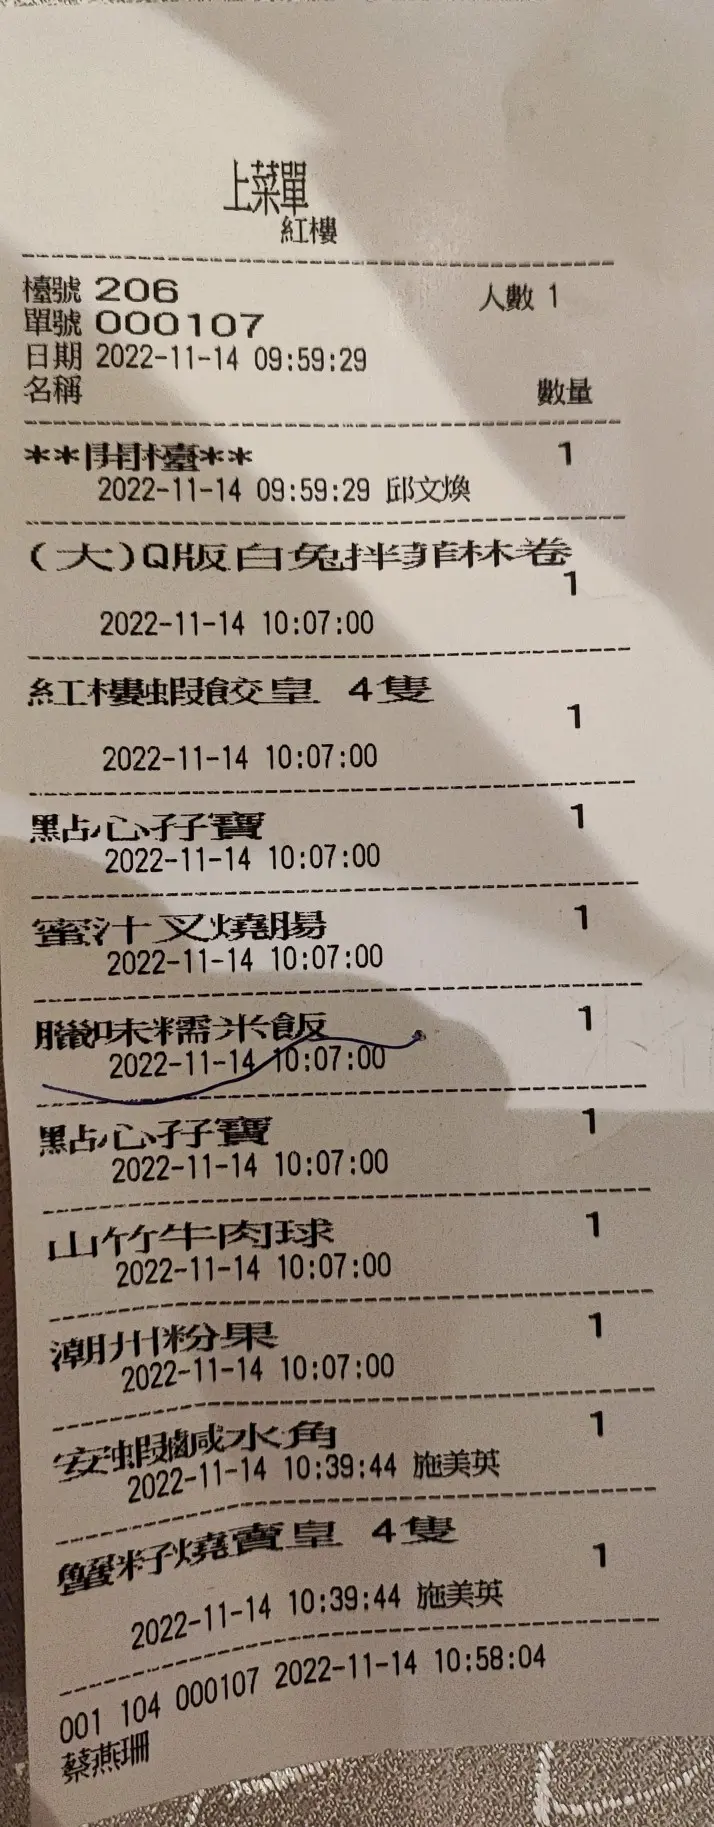 上菜單
紅樓
檯號 206 人數 1
單號 000107
日期 2022-11-14 09:59:29
名稱 數量
**開檯** 1
2022-11-14 09:59:29 邱文煥
(大)Q版白兔拌菲林卷
1
2022-11-14 10:07:00
紅樓蝦餃皇 4隻
1
2022-11-14 10:07:00
點心孖寶 1
2022-11-14 10:07:00
蜜汁叉燒腸 1
2022-11-14 10:07:00
臘味糯米飯 1
2022-11-14 10:07:00
點心孖寶 1
2022-11-14 10:07:00
山竹牛肉球 1
2022-11-14 10:07:00
潮州粉果 1
2022-11-14 10:07:00
安蝦鹹水角 1
2022-11-14 10:39:44 施美英
蟹籽燒賣皇 4隻
1
2022-11-14 10:39:44 施美英
001 104 000107 2022-11-14 10:58:04
蔡燕珊